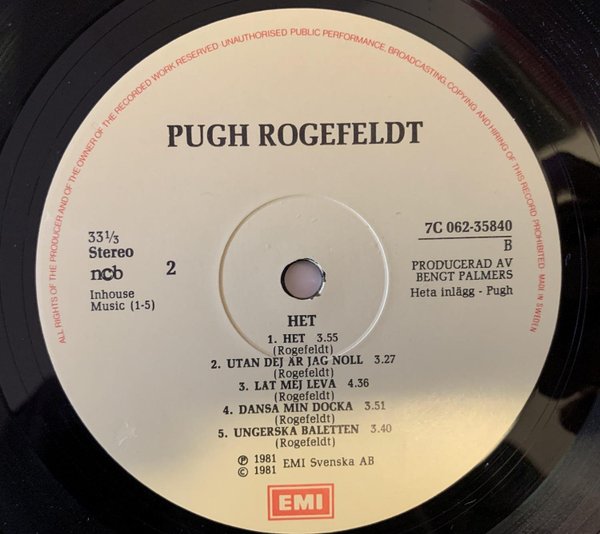 ALL RIGHTS OF THE PRODUCER AND OF THE OWNER OF THE RECORDED WORK RESERVED · UNAUTHORISED PUBLIC PERFORMANCE, BROADCASTING, COPYING AND HIRING OF THIS RECORD PROHIBITED MADE IN SWEDEN
PUGH ROGEFELDT
33⅓
Stereo
ncb
2
Inhouse
Music (1-5)
7C 062-35840
B
PRODUCERAD AV
BENGT PALMERS
Heta inlägg - Pugh
HET
1. HET 3.55
(Rogefeldt)
2. UTAN DEJ ÄR JAG NOLL 3.27
(Rogefeldt)
3. LAT MEJ LEVA 4.36
(Rogefeldt)
4. DANSA MIN DOCKA 3.51
(Rogefeldt)
5. UNGERSKA BALETTEN 3.40
(Rogefeldt)
℗ 1981
© 1981 EMI Svenska AB
EMI